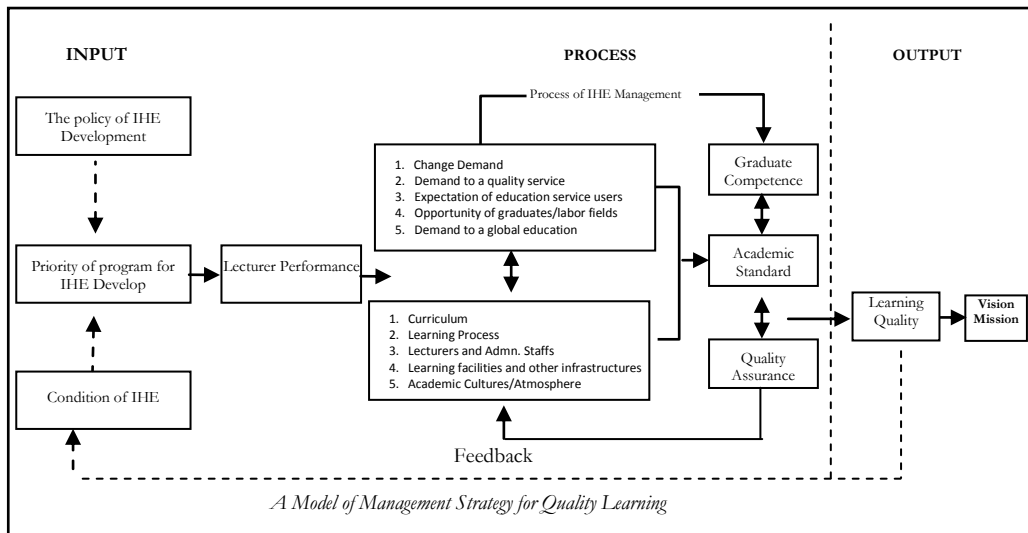 INPUT
PROCESS
OUTPUT
The policy of IHE
Development
Priority of program for
IHE Develop
Condition of IHE
Lecturer Performance
Process of IHE Management
1. Change Demand
2. Demand to a quality service
3. Expectation of education service users
4. Opportunity of graduates/labor fields
5. Demand to a global education
1. Curriculum
2. Learning Process
3. Lecturers and Admn. Staffs
4. Learning facilities and other infrastructures
5. Academic Cultures/Atmosphere
Graduate
Competence
Academic
Standard
Quality
Assurance
Learning
Quality
Vision
Mission
Feedback
A Model of Management Strategy for Quality Learning